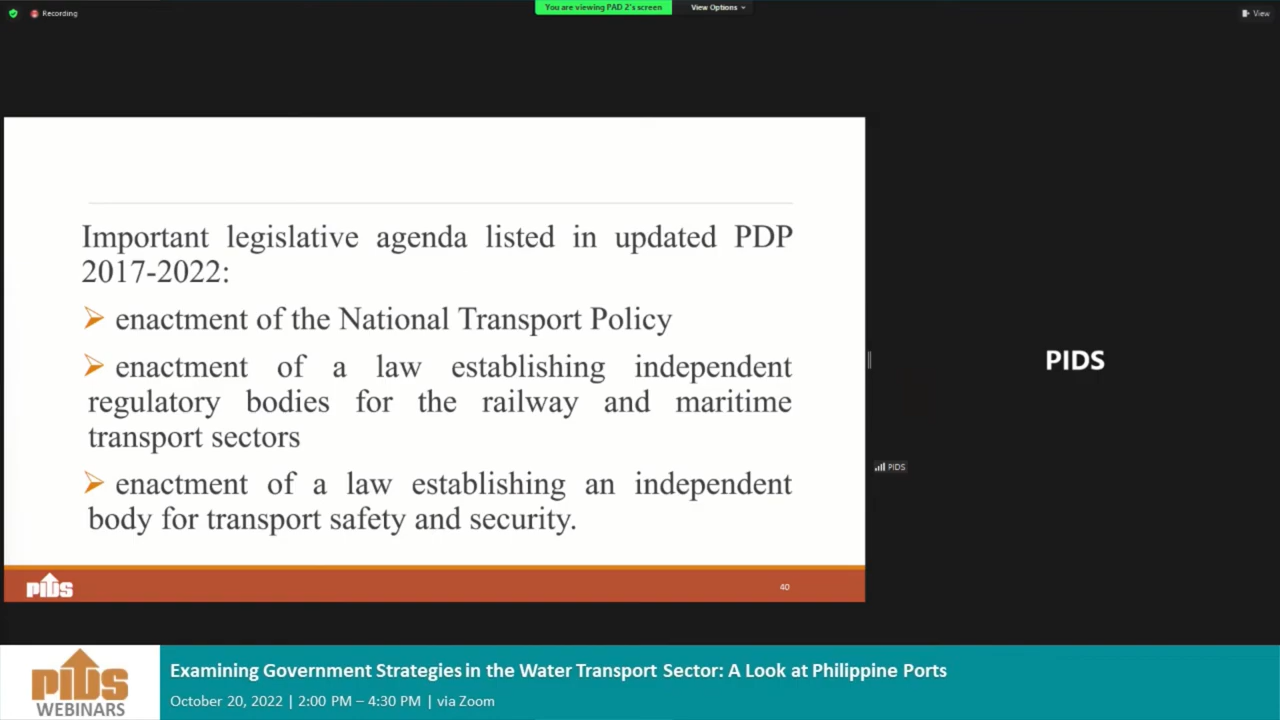 Recording
You are viewing PAD 2's screen
View Options
View
Important legislative agenda listed in updated PDP
2017-2022:
enactment of the National Transport Policy
enactment of a law establishing independent
regulatory bodies for the railway and maritime
transport sectors
enactment of a law establishing an independent
body for transport safety and security.
PIDS
40
PIDS
PIDS
PIDS
WEBINARS
Examining Government Strategies in the Water Transport Sector: A Look at Philippine Ports
October 20, 2022 | 2:00 PM – 4:30 PM | via Zoom